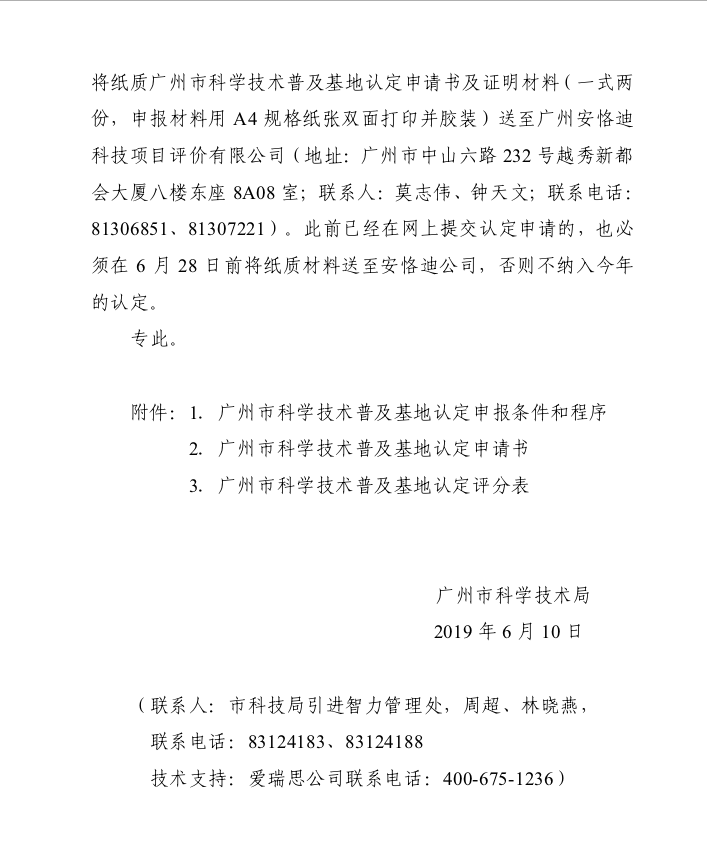 将纸质广州市科学技术普及基地认定申请书及证明材料（一式两
份，申报材料用 A4 规格纸张双面打印并胶装）送至广州安恪迪
科技项目评价有限公司（地址：广州市中山六路 232 号越秀新都
会大厦八楼东座 8A08 室；联系人：莫志伟、钟天文；联系电话：
81306851、81307221）。此前已经在网上提交认定申请的，也必
须在 6 月 28 日前将纸质材料送至安恪迪公司，否则不纳入今年
的认定。
专此。
附件：1. 广州市科学技术普及基地认定申报条件和程序
2. 广州市科学技术普及基地认定申请书
3. 广州市科学技术普及基地认定评分表
广州市科学技术局
2019 年 6 月 10 日
（联系人：市科技局引进智力管理处，周超、林晓燕，
联系电话：83124183、83124188
技术支持：爱瑞思公司联系电话：400-675-1236）